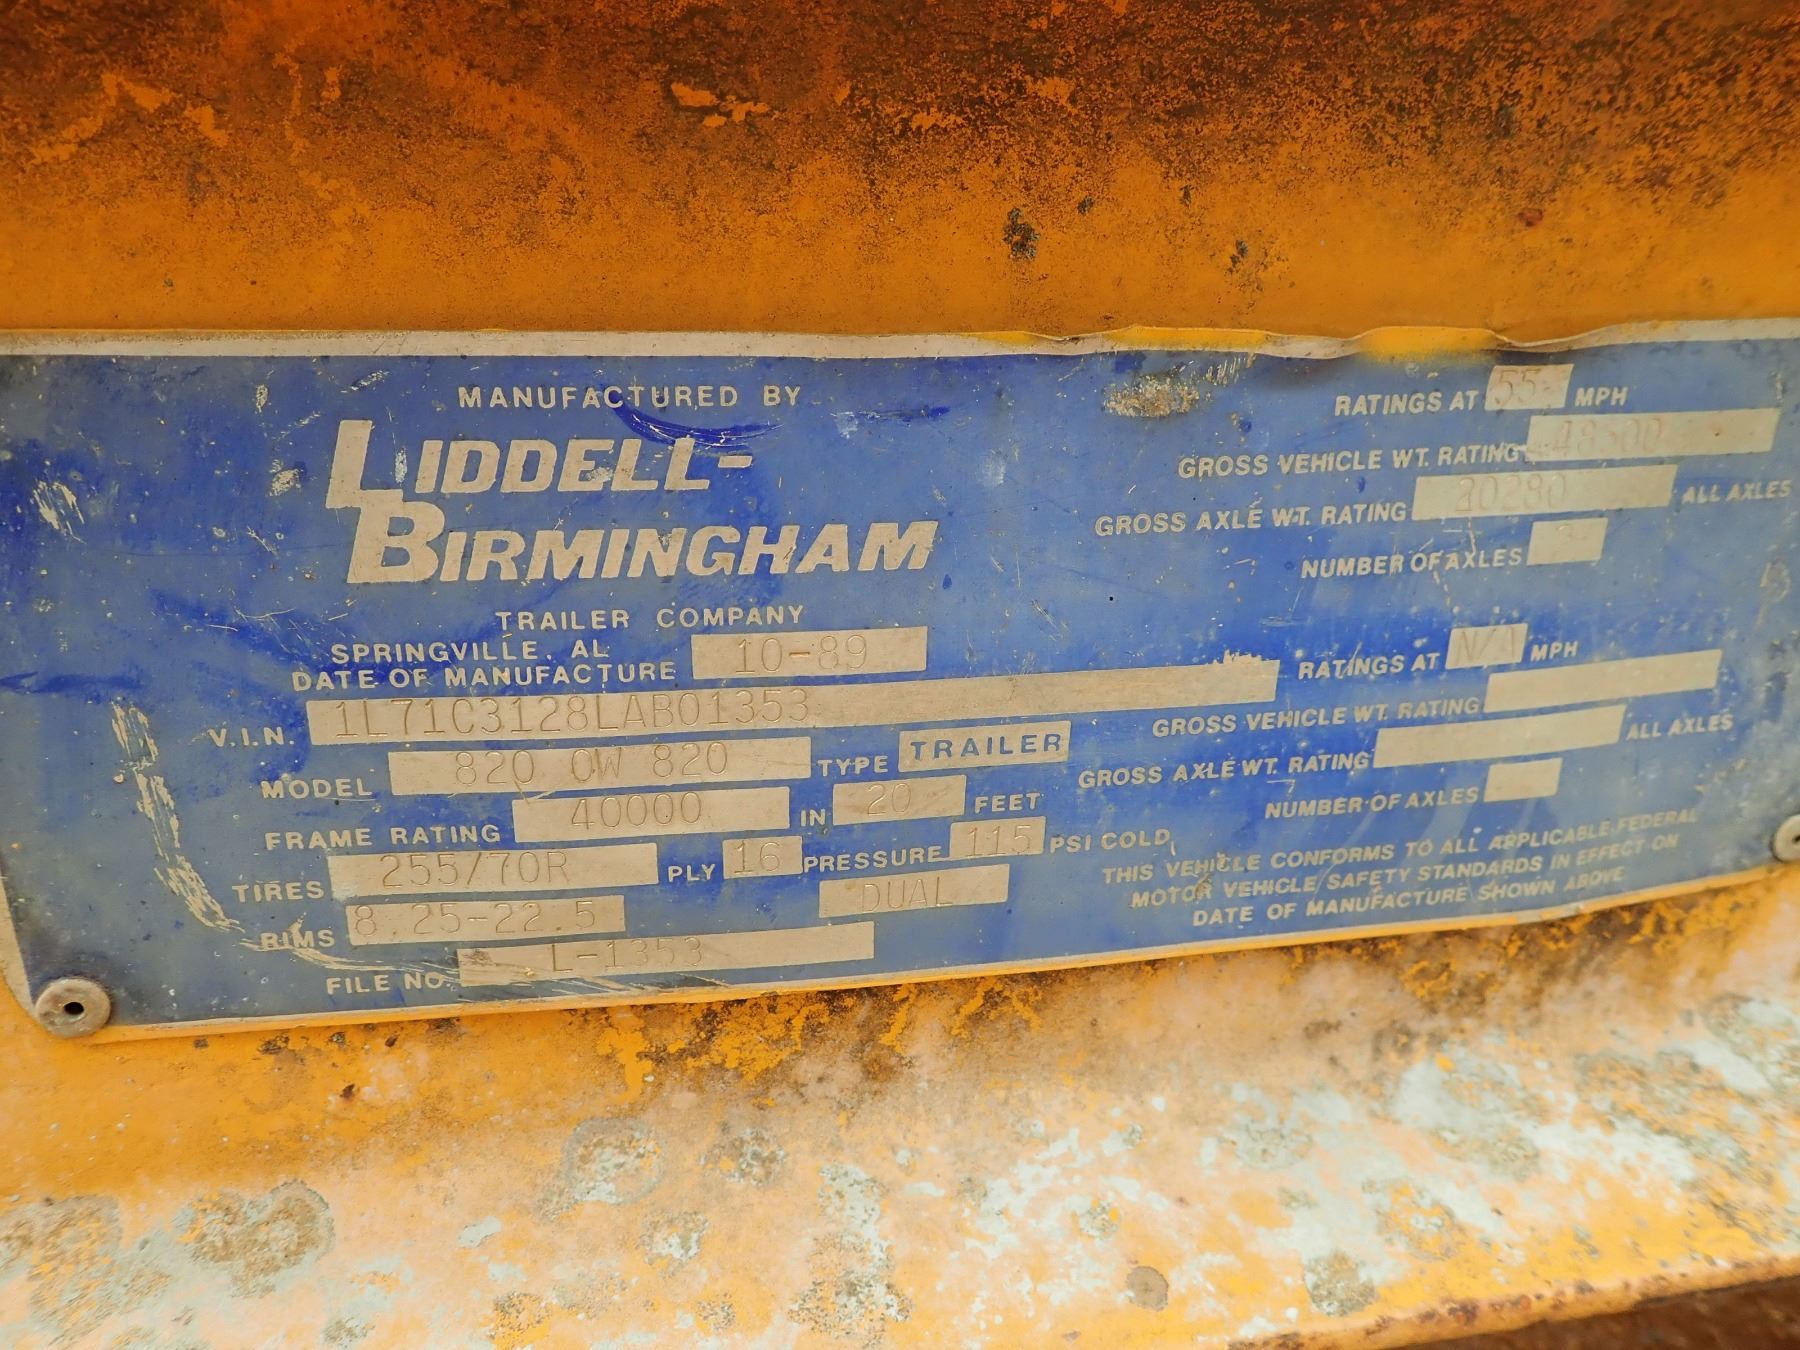 MANUFACTURED BY
LIDDELL-
BIRMINGHAM
TRAILER COMPANY
SPRINGVILLE, AL
DATE OF MANUFACTURE 10-89
V.I.N. 1L71C3128LAB01353
MODEL 820 OW 820 TYPE TRAILER
FRAME RATING 40000 IN 20 FEET
TIRES 255/70R PLY 16 PRESSURE 115 PSI COLD
RIMS 8.25-22.5 DUAL
FILE NO. L-1353
RATINGS AT 55 MPH
GROSS VEHICLE WT. RATING
GROSS AXLE WT. RATING 20280 ALL AXLES
NUMBER OF AXLES
RATINGS AT N/A MPH
GROSS VEHICLE WT. RATING
GROSS AXLE WT. RATING ALL AXLES
NUMBER OF AXLES
THIS VEHICLE CONFORMS TO ALL APPLICABLE FEDERAL
MOTOR VEHICLE SAFETY STANDARDS IN EFFECT ON
DATE OF MANUFACTURE SHOWN ABOVE